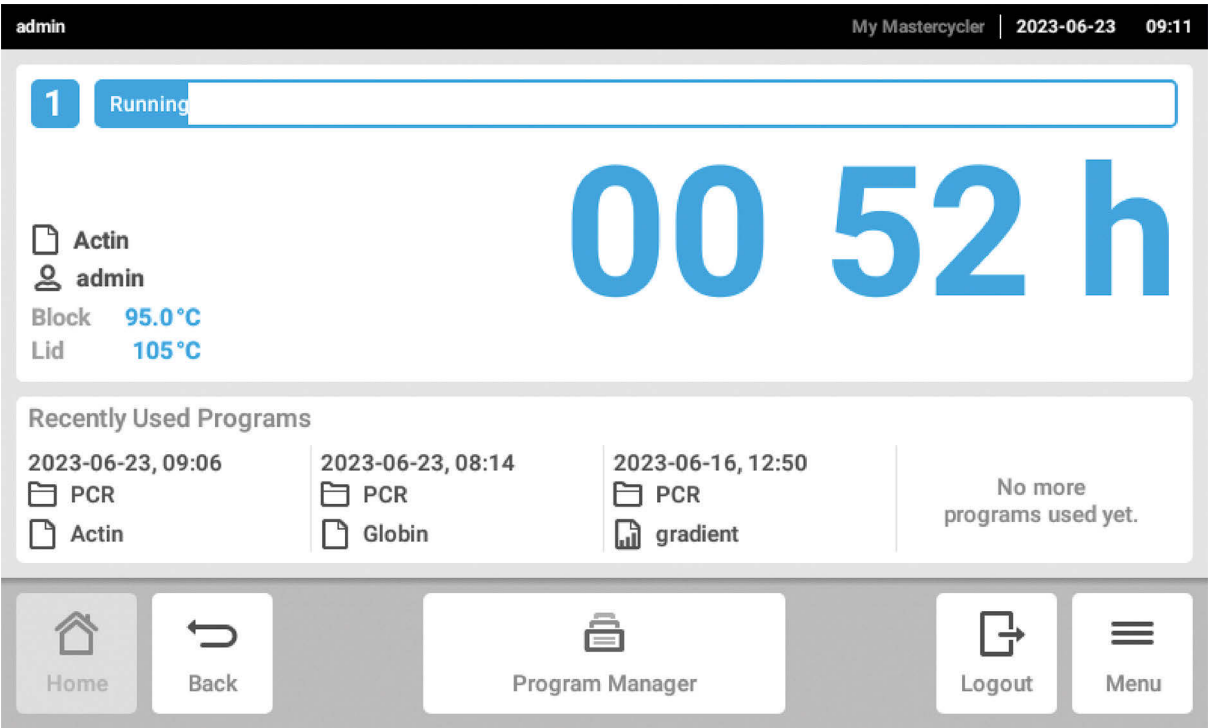 admin My Mastercycler 2023-06-23 09:11
1 Running
00 52 h
Actin
admin
Block 95.0°C
Lid 105°C
Recently Used Programs
2023-06-23, 09:06
PCR
Actin
2023-06-23, 08:14
PCR
Globin
2023-06-16, 12:50
PCR
gradient
No more
programs used yet.
Home
Back
Program Manager
Logout
Menu